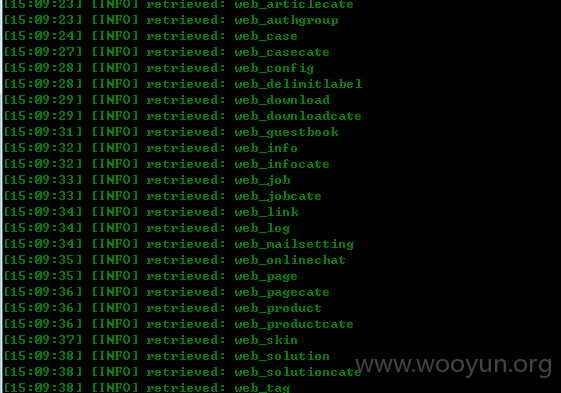 [15:09:23] [INFO] retrieved: web_articlecate
[15:09:23] [INFO] retrieved: web_authgroup
[15:09:24] [INFO] retrieved: web_case
[15:09:27] [INFO] retrieved: web_casecate
[15:09:28] [INFO] retrieved: web_config
[15:09:28] [INFO] retrieved: web_delimitlabel
[15:09:29] [INFO] retrieved: web_download
[15:09:29] [INFO] retrieved: web_downloadcate
[15:09:31] [INFO] retrieved: web_guestbook
[15:09:32] [INFO] retrieved: web_info
[15:09:32] [INFO] retrieved: web_infocate
[15:09:33] [INFO] retrieved: web_job
[15:09:33] [INFO] retrieved: web_jobcate
[15:09:34] [INFO] retrieved: web_link
[15:09:34] [INFO] retrieved: web_log
[15:09:34] [INFO] retrieved: web_mailsetting
[15:09:35] [INFO] retrieved: web_onlinechat
[15:09:35] [INFO] retrieved: web_page
[15:09:36] [INFO] retrieved: web_pagecate
[15:09:36] [INFO] retrieved: web_product
[15:09:36] [INFO] retrieved: web_productcate
[15:09:37] [INFO] retrieved: web_skin
[15:09:38] [INFO] retrieved: web_solution
[15:09:38] [INFO] retrieved: web_solutioncate
[15:09:38] [INFO] retrieved: web_tag
www.wooyun.org